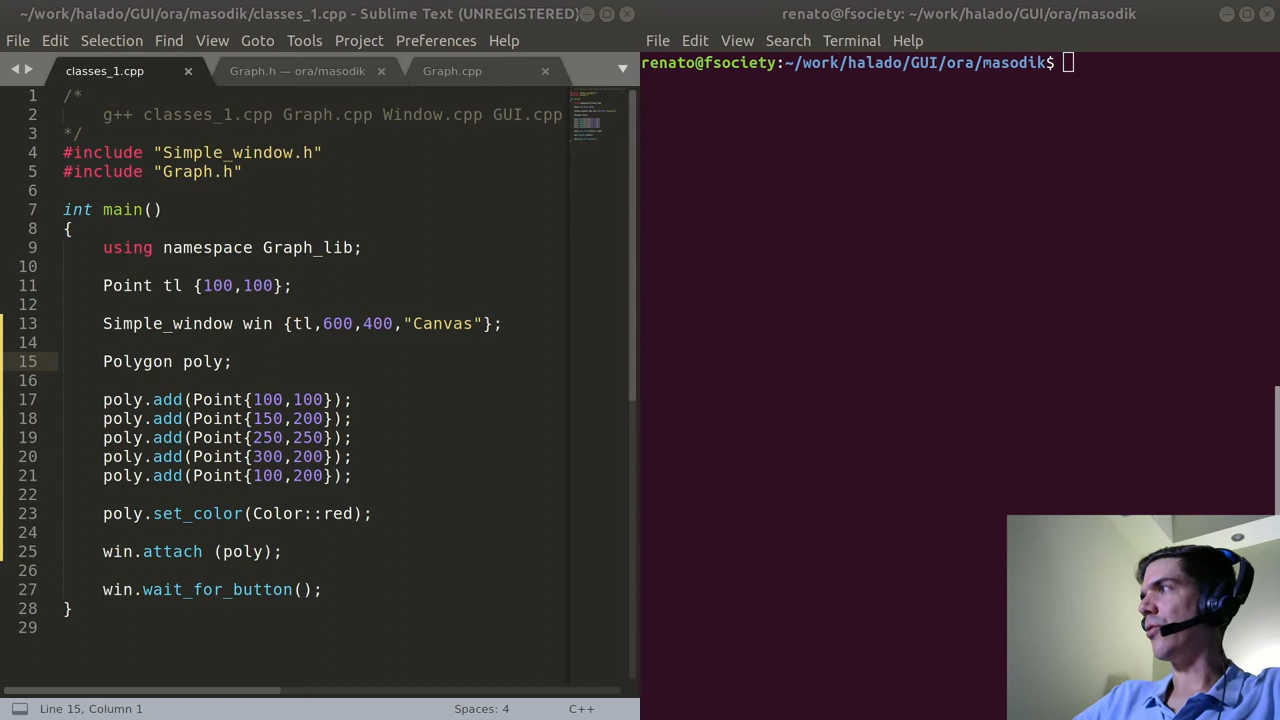 ~/work/halado/GUI/ora/masodik/classes_1.cpp - Sublime Text (UNREGISTERED)
File Edit Selection Find View Goto Tools Project Preferences Help
classes_1.cpp Graph.h — ora/masodik Graph.cpp
1 /*
2 g++ classes_1.cpp Graph.cpp Window.cpp GUI.cpp
3 */
4 #include "Simple_window.h"
5 #include "Graph.h"
6
7 int main()
8 {
9 using namespace Graph_lib;
10
11 Point tl {100,100};
12
13 Simple_window win {tl,600,400,"Canvas"};
14
15 Polygon poly;
16
17 poly.add(Point{100,100});
18 poly.add(Point{150,200});
19 poly.add(Point{250,250});
20 poly.add(Point{300,200});
21 poly.add(Point{100,200});
22
23 poly.set_color(Color::red);
24
25 win.attach (poly);
26
27 win.wait_for_button();
28 }
29
Line 15, Column 1 Spaces: 4 C++
renato@fsociety: ~/work/halado/GUI/ora/masodik
File Edit View Search Terminal Help
renato@fsociety:~/work/halado/GUI/ora/masodik$